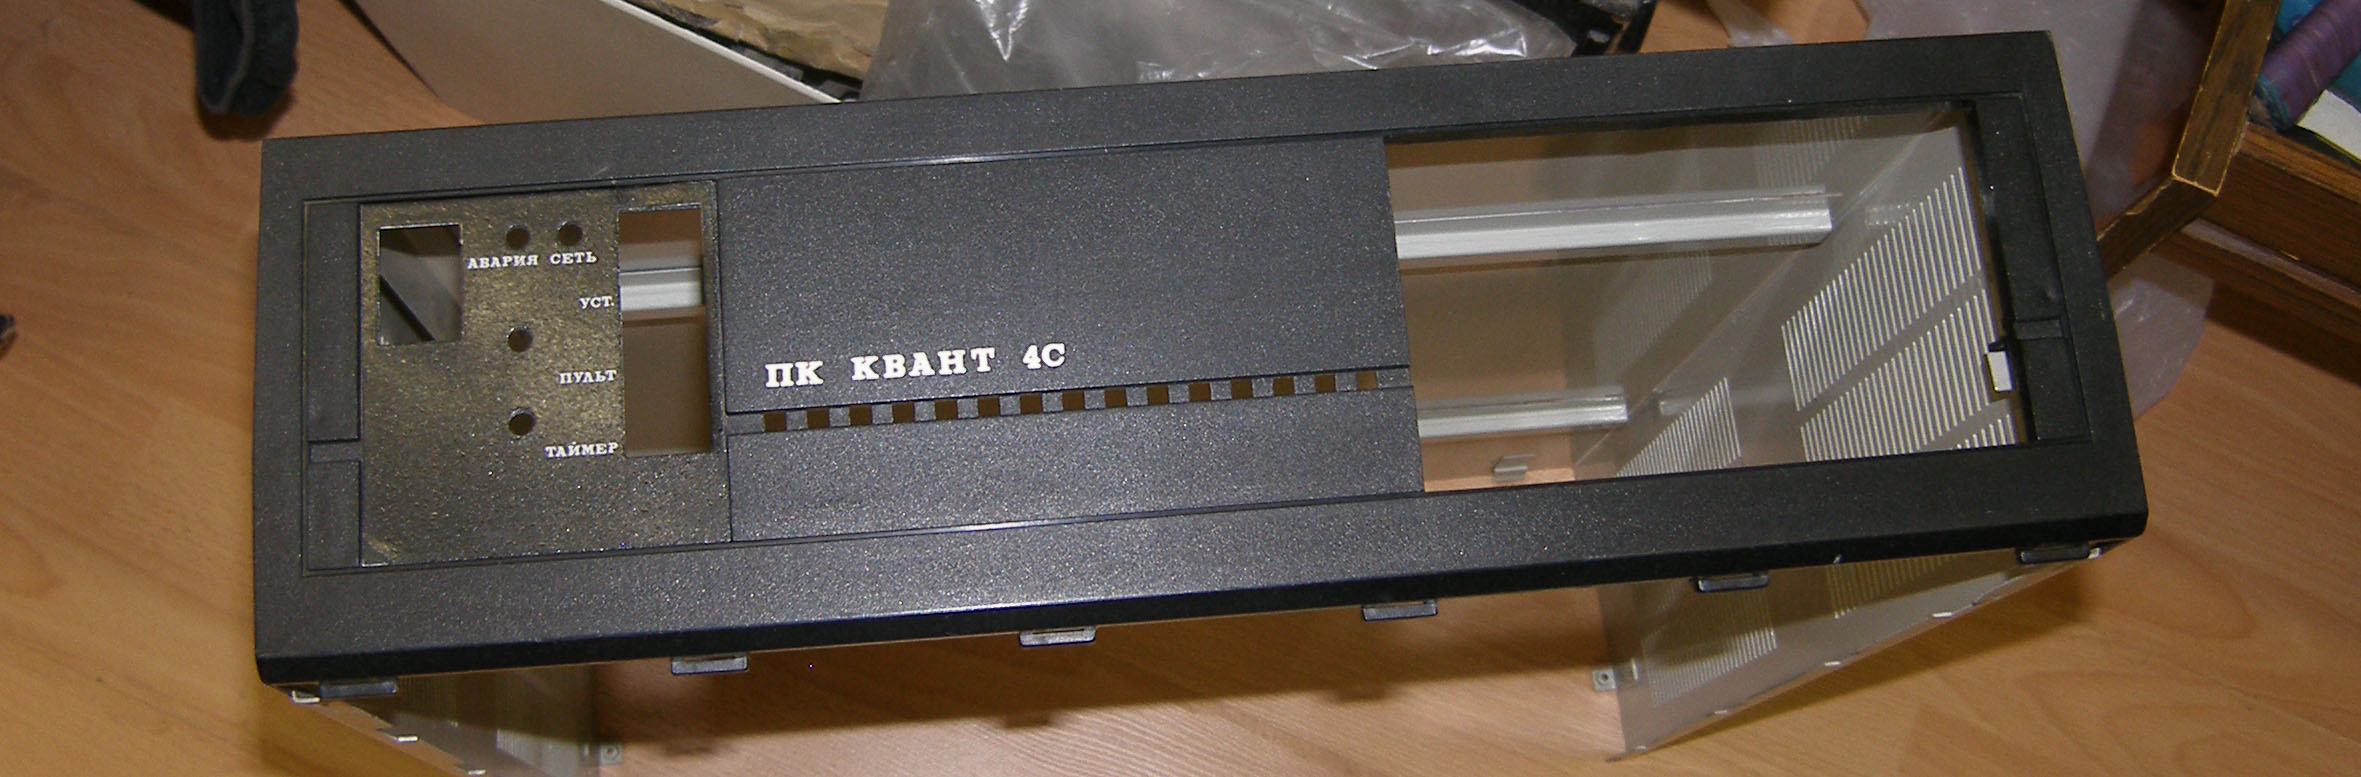 АВАРИЯ СЕТЬ
УСТ.
ПУЛЬТ
ТАЙМЕР
ПК КВАНТ 4С